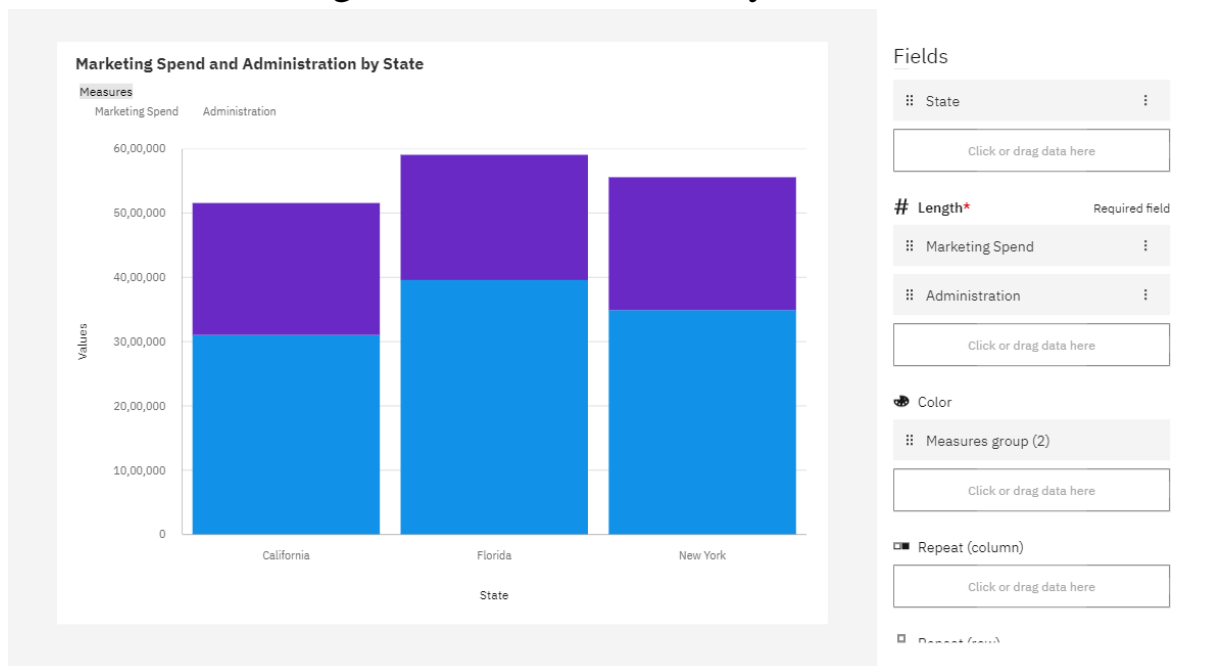 Marketing Spend and Administration by State
Measures
Marketing Spend Administration
60,00,000
50,00,000
40,00,000
30,00,000
20,00,000
10,00,000
0
Values
California Florida New York
State
Fields
State
Click or drag data here
# Length* Required field
Marketing Spend
Administration
Click or drag data here
Color
Measures group (2)
Click or drag data here
Repeat (column)
Click or drag data here